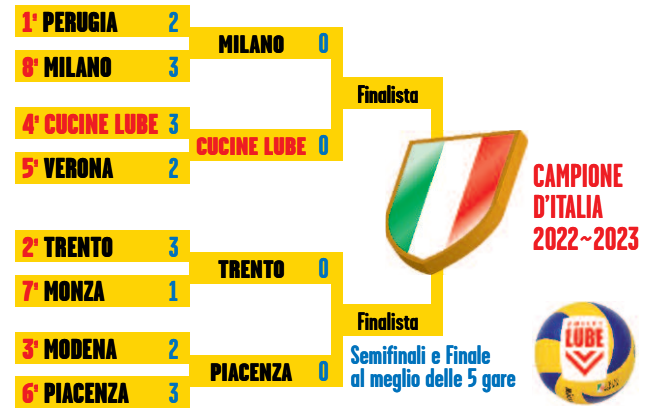 1ª PERUGIA 2
8ª MILANO 3
MILANO 0
Finalista
4ª CUCINE LUBE 3
5ª VERONA 2
CUCINE LUBE 0
CAMPIONE
D'ITALIA
2022~2023
2ª TRENTO 3
7ª MONZA 1
TRENTO 0
Finalista
3ª MODENA 2
6ª PIACENZA 3
PIACENZA 0
Semifinali e Finale
al meglio delle 5 gare
VOLLEY
LUBE